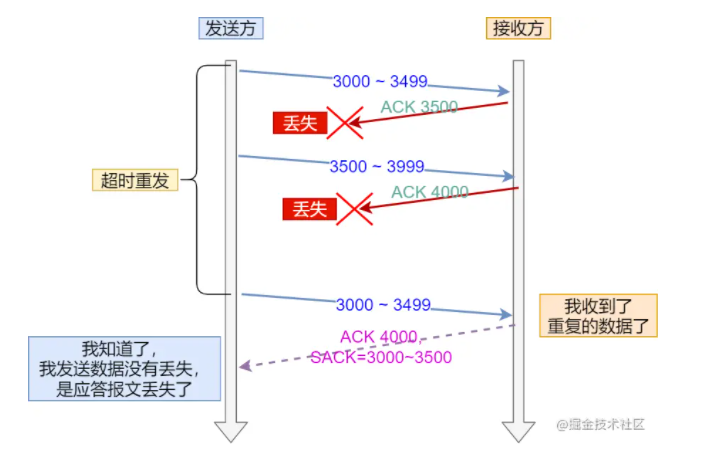 发送方
接收方
3000 ~ 3499
ACK 3500
丢失
3500 ~ 3999
超时重发
ACK 4000
丢失
3000 ~ 3499
我收到了
重复的数据了
ACK 4000,
SACK=3000~3500
我知道了，
我发送数据没有丢失，
是应答报文丢失了
@掘金技术社区